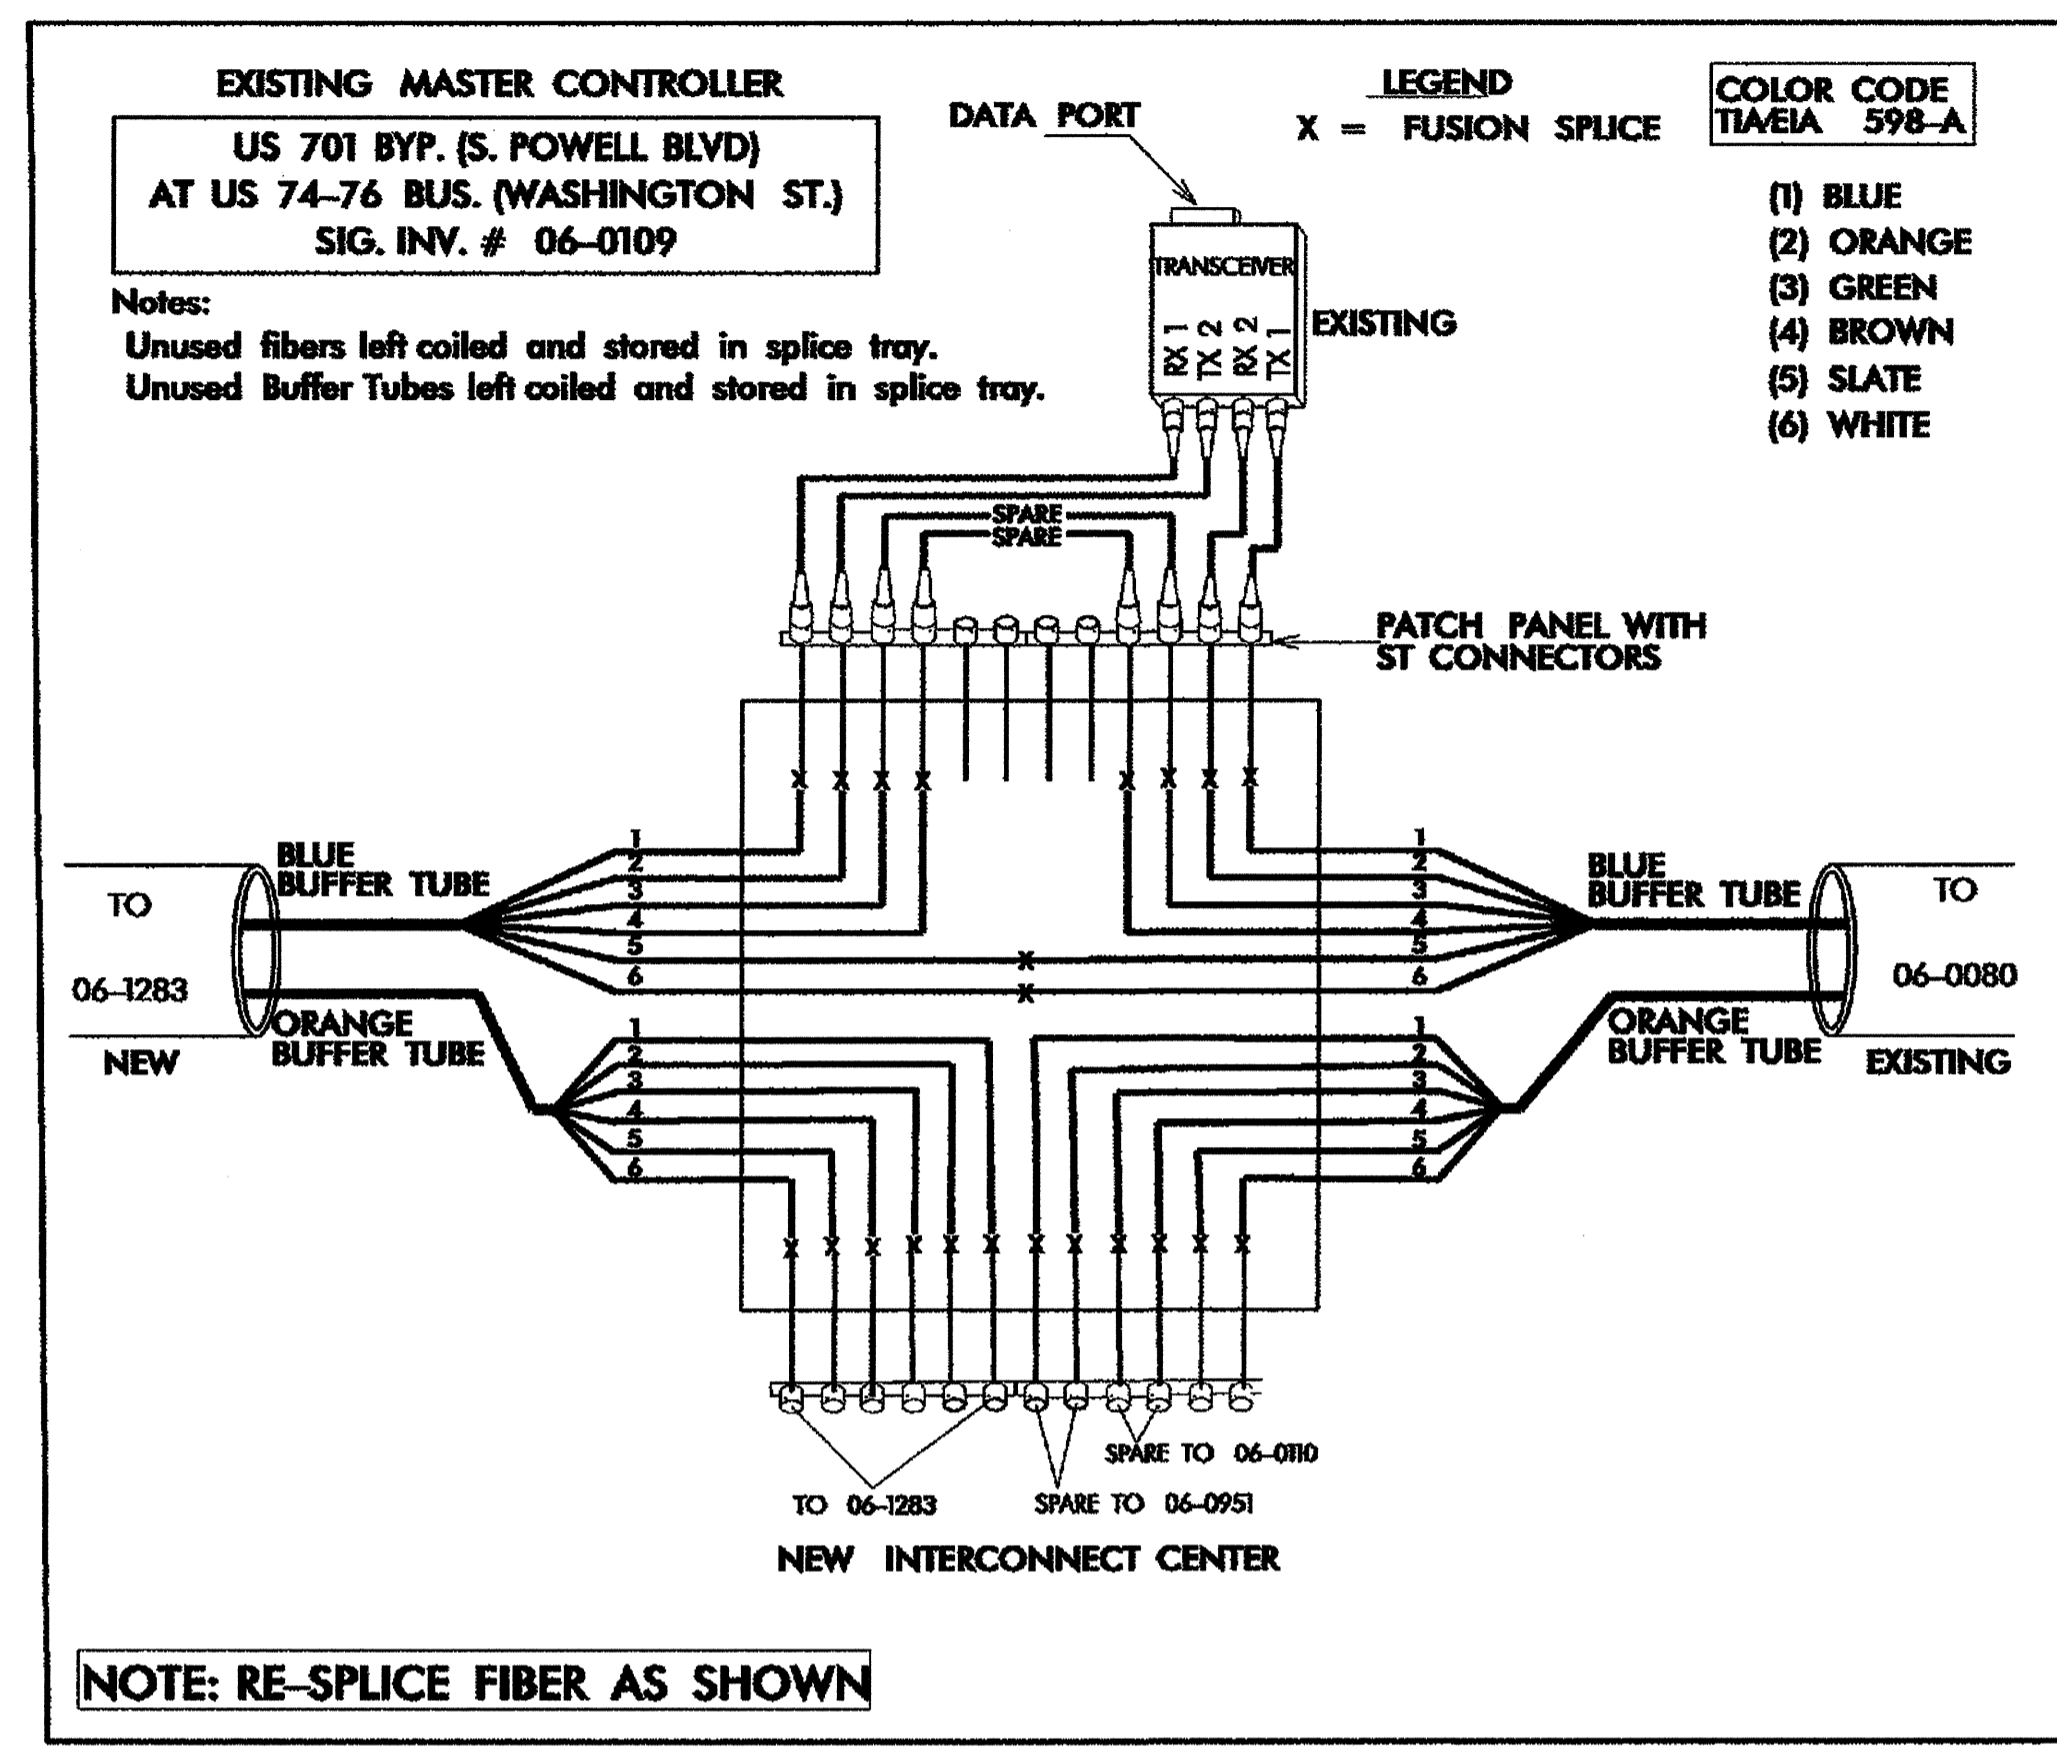 EXISTING MASTER CONTROLLER
US 701 BYP. (S. POWELL BLVD)
AT US 74-76 BUS. (WASHINGTON ST.)
SIG. INV. # 06-0109
Notes:
Unused fibers left coiled and stored in splice tray.
Unused Buffer Tubes left coiled and stored in splice tray.
DATA PORT
LEGEND
X = FUSION SPLICE
COLOR CODE
TIA/EIA 598-A
(1) BLUE
(2) ORANGE
(3) GREEN
(4) BROWN
(5) SLATE
(6) WHITE
TRANSCEIVER
RX 1
TX 2
RX 2
TX 1
EXISTING
SPARE
SPARE
PATCH PANEL WITH
ST CONNECTORS
X X X X X X X X
TO
06-1283
NEW
BLUE
BUFFER TUBE
1
2
3
4
5
6
X
X
1
2
3
4
5
6
BLUE
BUFFER TUBE
TO
06-0080
EXISTING
ORANGE
BUFFER TUBE
1
2
3
4
5
6
1
2
3
4
5
6
ORANGE
BUFFER TUBE
X X X X X X X X X X X X
SPARE TO 06-0110
TO 06-1283
SPARE TO 06-0951
NEW INTERCONNECT CENTER
NOTE: RE-SPLICE FIBER AS SHOWN